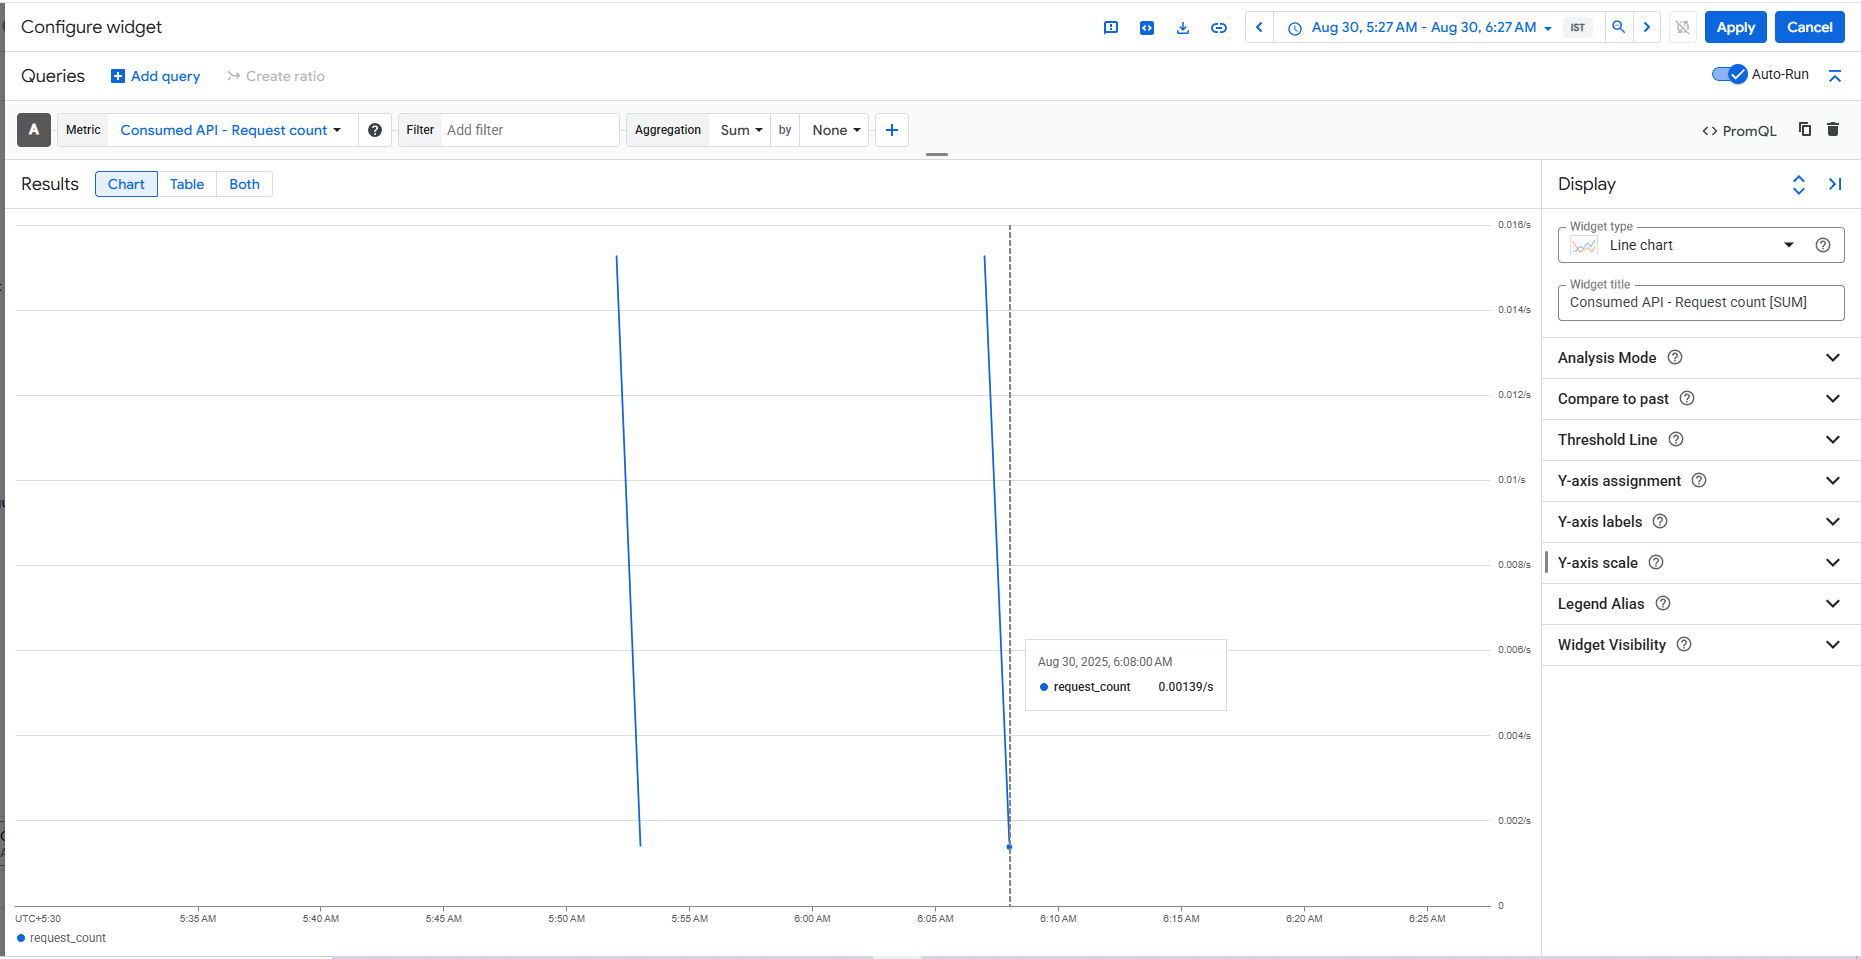 Configure widget
Aug 30, 5:27 AM - Aug 30, 6:27 AM
IST
Apply
Cancel
Queries
Add query
Create ratio
Auto-Run
A
Metric
Consumed API - Request count
Filter
Add filter
Aggregation
Sum
by
None
<> PromQL
Results
Chart
Table
Both
Display
0.016/s
0.014/s
0.012/s
0.01/s
0.008/s
0.006/s
0.004/s
0.002/s
0
Aug 30, 2025, 6:08:00 AM
request_count 0.00139/s
UTC+5:30
5:35 AM
5:40 AM
5:45 AM
5:50 AM
5:55 AM
6:00 AM
6:05 AM
6:10 AM
6:15 AM
6:20 AM
6:25 AM
request_count
Widget type
Line chart
Widget title
Consumed API - Request count [SUM]
Analysis Mode
Compare to past
Threshold Line
Y-axis assignment
Y-axis labels
Y-axis scale
Legend Alias
Widget Visibility